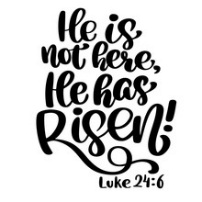 He is
not here,
He has
Risen!
Luke 24:6